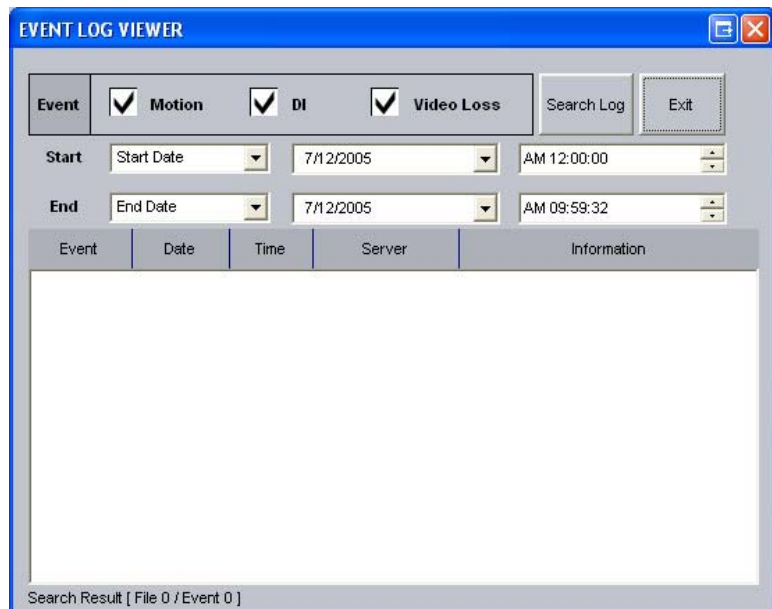 EVENT LOG VIEWER
Event Motion DI Video Loss Search Log Exit
Start Start Date 7/12/2005 AM 12:00:00
End End Date 7/12/2005 AM 09:59:32
Event Date Time Server Information
Search Result [ File 0 / Event 0 ]